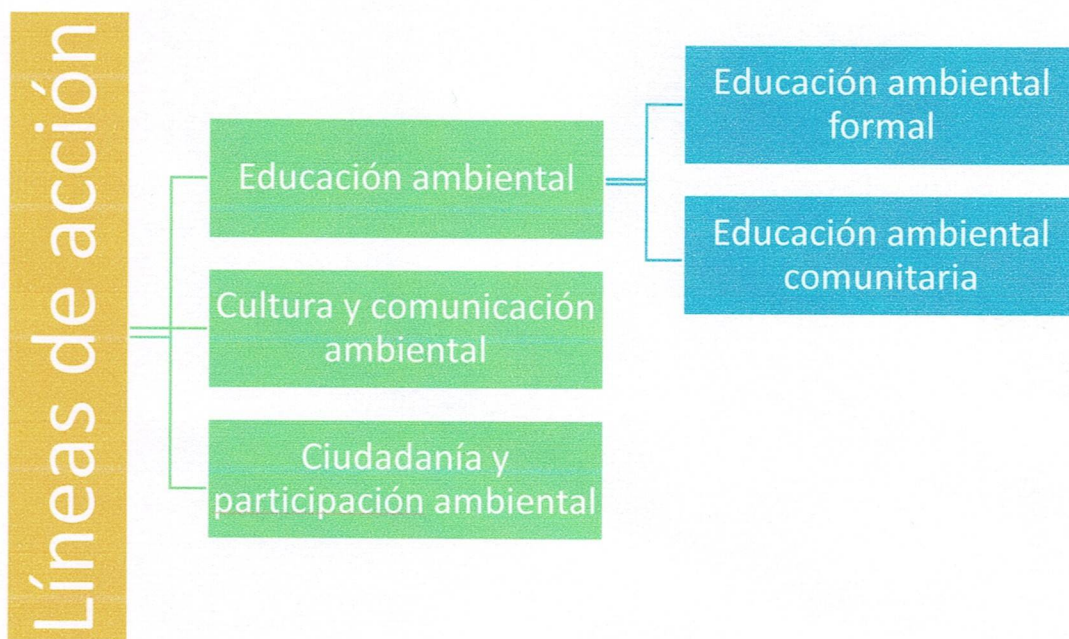 Líneas de acción
Educación ambiental
Cultura y comunicación
ambiental
Ciudadanía y
participación ambiental
Educación ambiental
formal
Educación ambiental
comunitaria